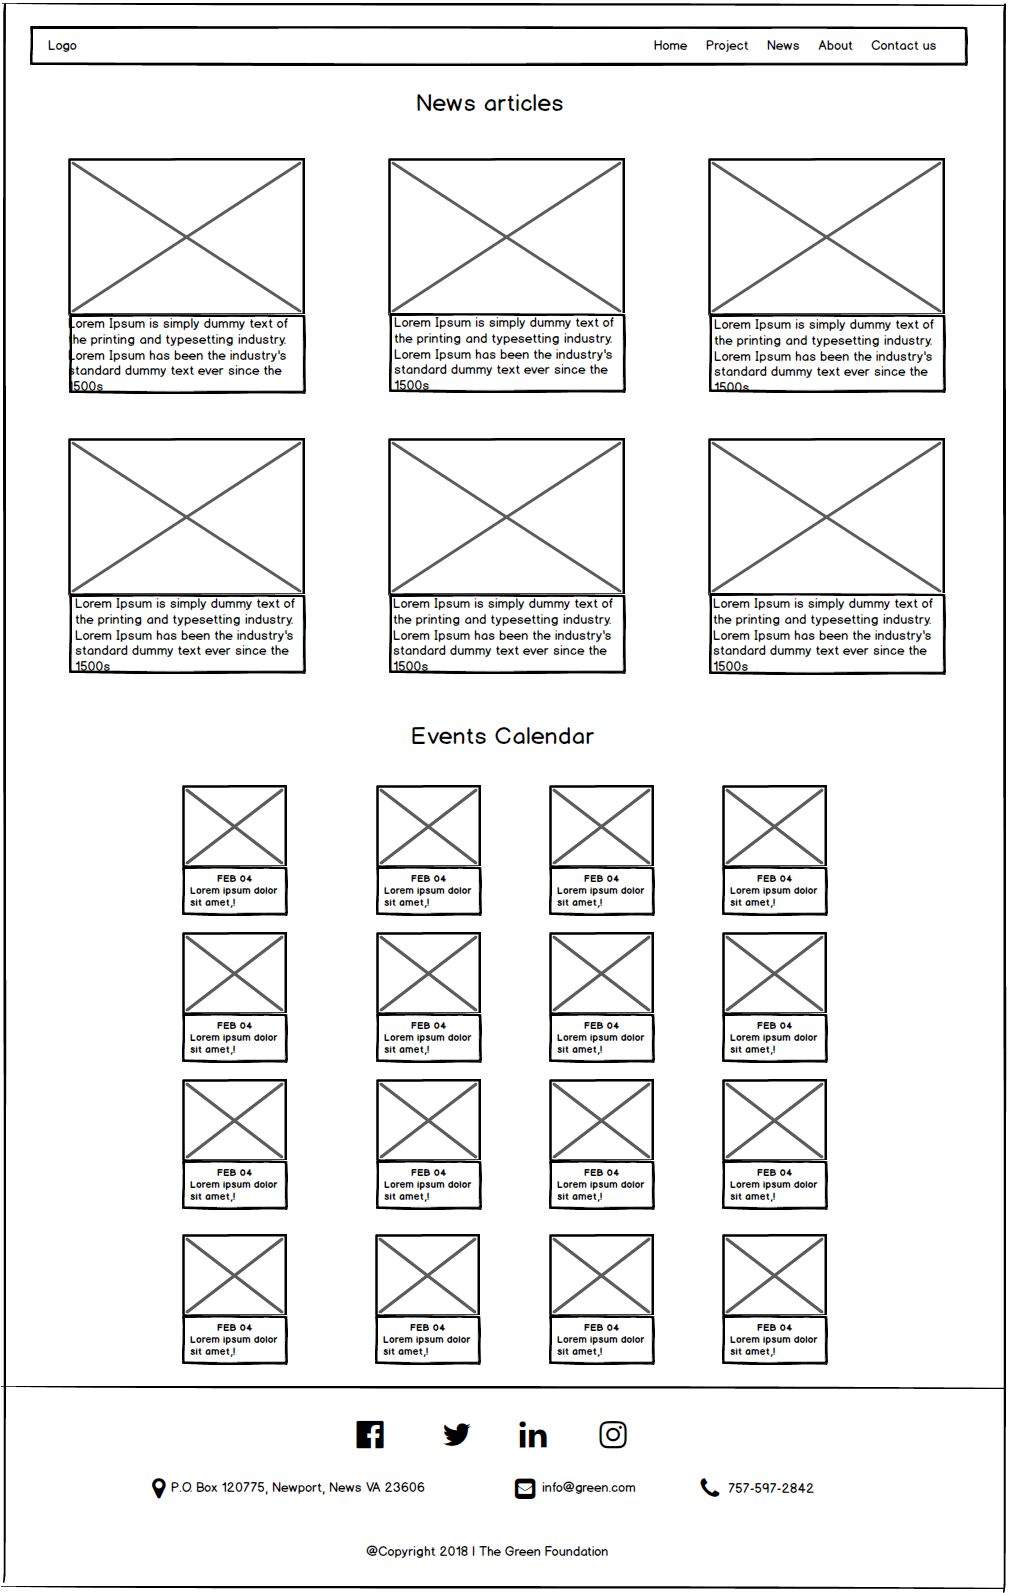 Logo
Home Project News About Contact us
News articles
Lorem Ipsum is simply dummy text of
the printing and typesetting industry.
Lorem Ipsum has been the industry's
standard dummy text ever since the
1500s
Lorem Ipsum is simply dummy text of
the printing and typesetting industry.
Lorem Ipsum has been the industry's
standard dummy text ever since the
1500s
Lorem Ipsum is simply dummy text of
the printing and typesetting industry.
Lorem Ipsum has been the industry's
standard dummy text ever since the
1500s
Lorem Ipsum is simply dummy text of
the printing and typesetting industry.
Lorem Ipsum has been the industry's
standard dummy text ever since the
1500s
Lorem Ipsum is simply dummy text of
the printing and typesetting industry.
Lorem Ipsum has been the industry's
standard dummy text ever since the
1500s
Lorem Ipsum is simply dummy text of
the printing and typesetting industry.
Lorem Ipsum has been the industry's
standard dummy text ever since the
1500s
Events Calendar
FEB 04
Lorem ipsum dolor
sit amet,!
FEB 04
Lorem ipsum dolor
sit amet,!
FEB 04
Lorem ipsum dolor
sit amet,!
FEB 04
Lorem ipsum dolor
sit amet,!
FEB 04
Lorem ipsum dolor
sit amet,!
FEB 04
Lorem ipsum dolor
sit amet,!
FEB 04
Lorem ipsum dolor
sit amet,!
FEB 04
Lorem ipsum dolor
sit amet,!
FEB 04
Lorem ipsum dolor
sit amet,!
FEB 04
Lorem ipsum dolor
sit amet,!
FEB 04
Lorem ipsum dolor
sit amet,!
FEB 04
Lorem ipsum dolor
sit amet,!
FEB 04
Lorem ipsum dolor
sit amet,!
FEB 04
Lorem ipsum dolor
sit amet,!
FEB 04
Lorem ipsum dolor
sit amet,!
FEB 04
Lorem ipsum dolor
sit amet,!
P.O. Box 120775, Newport, News VA 23606
info@green.com
757-597-2842
@Copyright 2018 | The Green Foundation